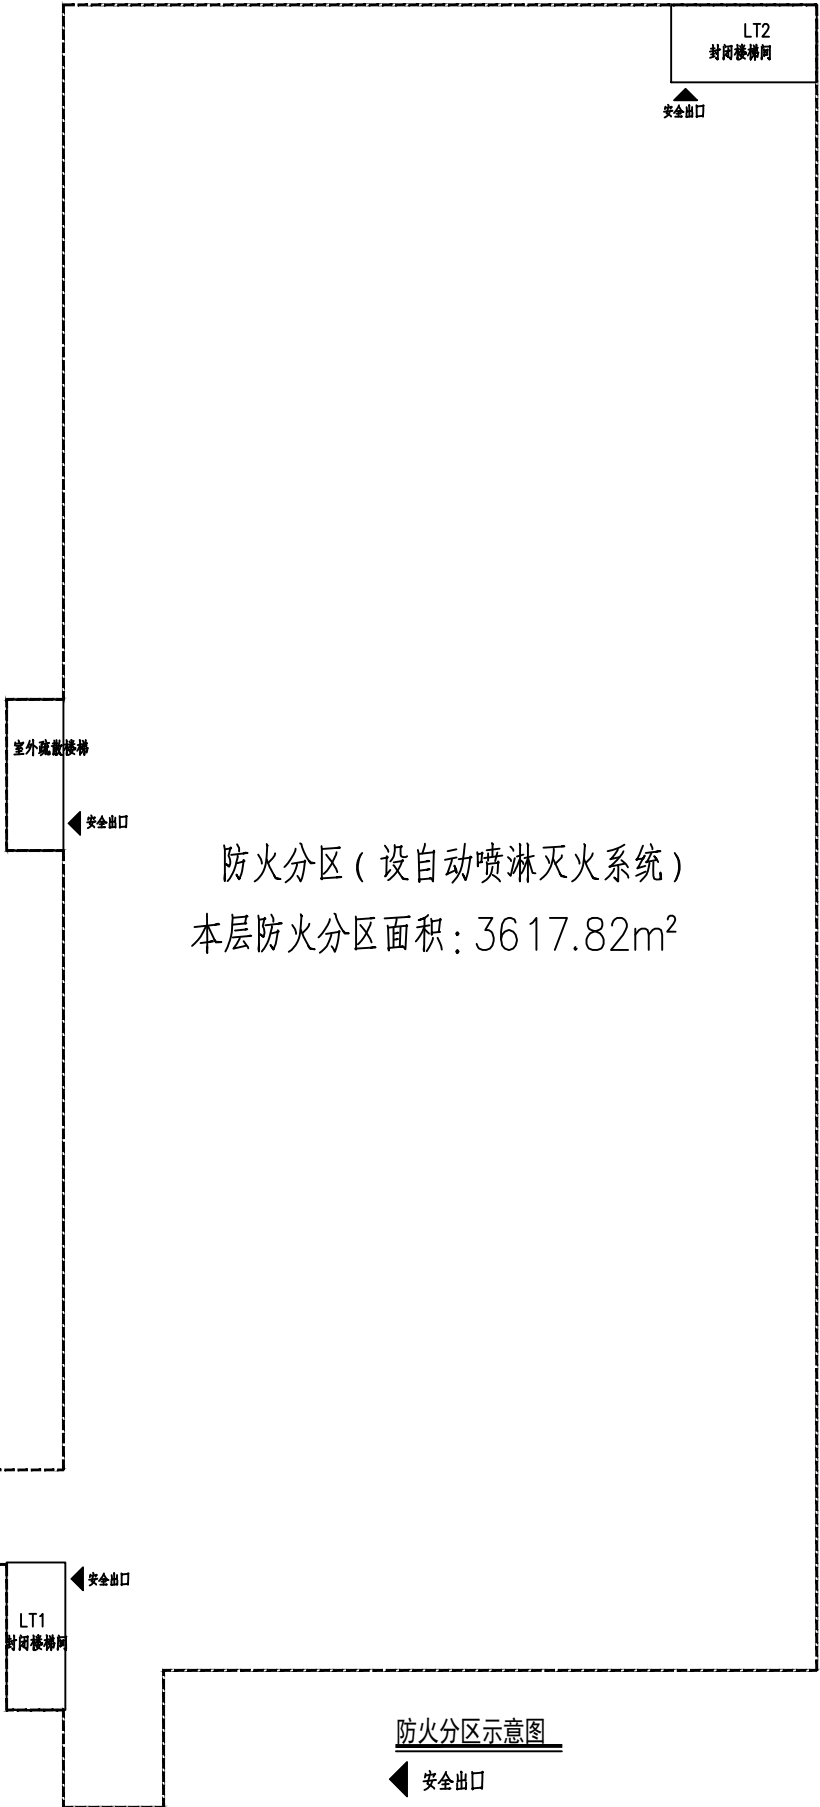 LT2
封闭楼梯间
安全出口
室外疏散楼梯
安全出口
防火分区(设自动喷淋灭火系统)
本层防火分区面积:3617.82m²
安全出口
LT1
封闭楼梯间
防火分区示意图
安全出口